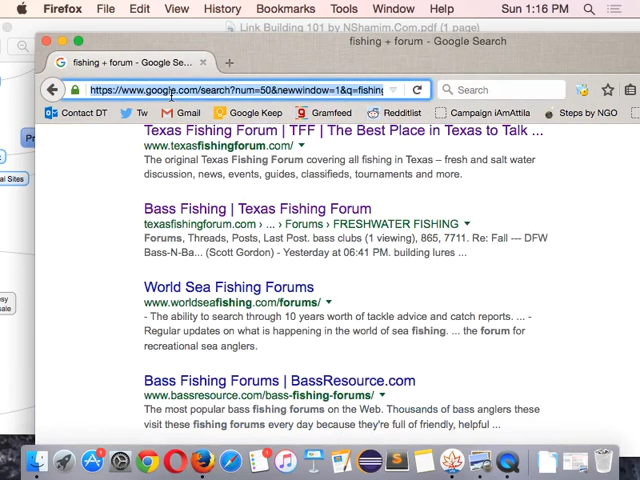 Firefox File Edit View History Bookmarks Tools Window Help Sun 1:16 PM
Link Building 101 by NShamim.Com.pdf (1 page)
fishing + forum - Google Search
fishing + forum - Google Se...
https://www.google.com/search?num=50&newwindow=1&q=fishing
Search
Contact DT Tw Gmail Google Keep Gramfeed Redditlist Campaign iAmAttila Steps by NGO
Texas Fishing Forum | TFF | The Best Place in Texas to Talk ...
www.texasfishingforum.com/
The original Texas Fishing Forum covering all fishing in Texas – fresh and salt water
discussion, news, events, guides, classifieds, tournaments and more.
Bass Fishing | Texas Fishing Forum
texasfishingforum.com › ... › Forums › FRESHWATER FISHING
Forums, Threads, Posts, Last Post. bass clubs (1 viewing), 865, 7711. Re: Fall --- DFW
Bass-N-Ba... (Scott Gordon) - Yesterday at 06:41 PM. building lures ...
World Sea Fishing Forums
www.worldseafishing.com/forums/
- The ability to search through 10 years worth of tackle advice and catch reports. ... -
Regular updates on what is happening in the world of sea fishing. ... the forum for
recreational sea anglers.
Bass Fishing Forums | BassResource.com
www.bassresource.com/bass-fishing-forums/
The most popular bass fishing forums on the Web. Thousands of bass anglers these
visit these fishing forums every day because they're full of friendly, helpful ...